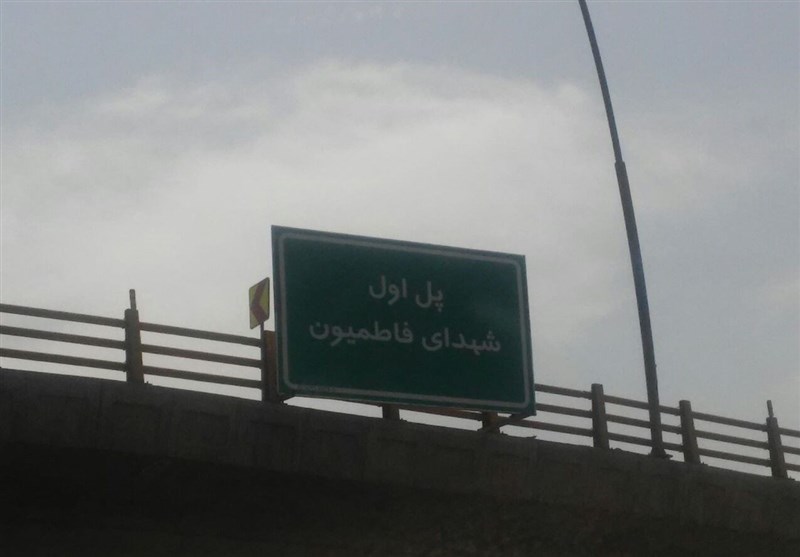 پل اول
شهدای فاطمیون